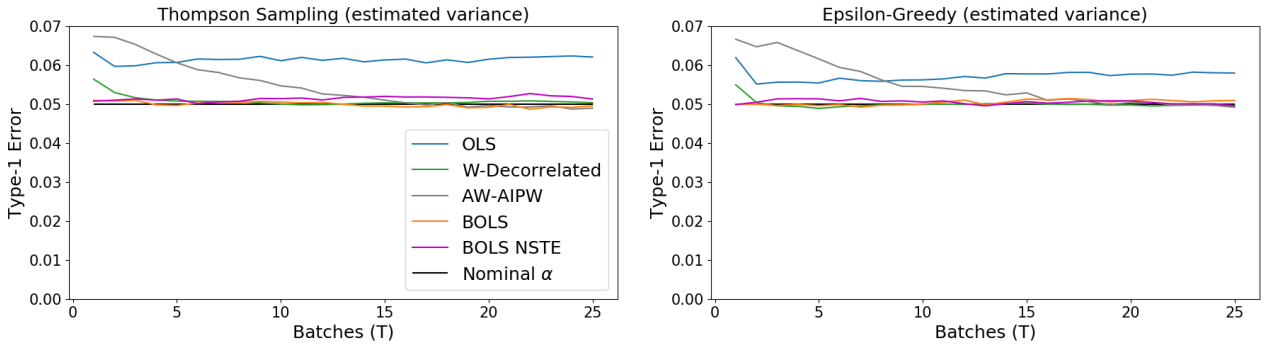 Thompson Sampling (estimated variance)
0.07
0.06
0.05
0.04
0.03
0.02
0.01
0.00
Type-1 Error
0
5
10
15
20
25
Batches (T)
OLS
W-Decorrelated
AW-AIPW
BOLS
BOLS NSTE
Nominal α
Epsilon-Greedy (estimated variance)
0.07
0.06
0.05
0.04
0.03
0.02
0.01
0.00
Type-1 Error
0
5
10
15
20
25
Batches (T)